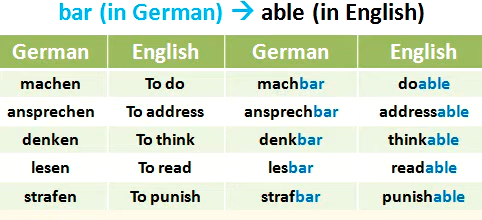 bar (in German) → able (in English)
German English German English
machen To do machbar doable
ansprechen To address ansprechbar addressable
denken To think denkbar thinkable
lesen To read lesbar readable
strafen To punish strafbar punishable